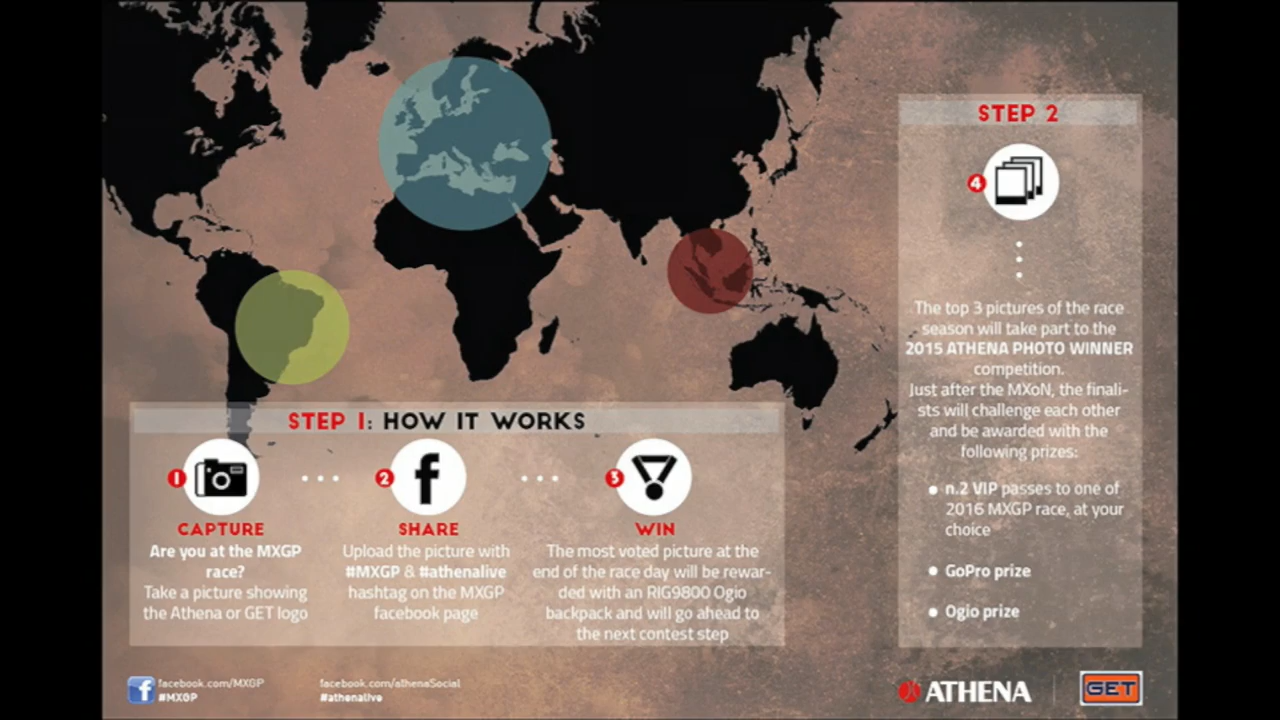 STEP 1: HOW IT WORKS
1
CAPTURE
Are you at the MXGP
race?
Take a picture showing
the Athena or GET logo
2
SHARE
Upload the picture with
#MXGP & #athenalive
hashtag on the MXGP
facebook page
3
WIN
The most voted picture at the
end of the race day will be rewar-
ded with an RIG9800 Ogio
backpack and will go ahead to
the next contest step
STEP 2
4
The top 3 pictures of the race
season will take part to the
2015 ATHENA PHOTO WINNER
competition.
Just after the MXoN, the finali-
sts will challenge each other
and be awarded with the
following prizes:
• n.2 VIP passes to one of
2016 MXGP race, at your
choice
• GoPro prize
• Ogio prize
facebook.com/MXGP
#MXGP
facebook.com/athenaSocial
#athenalive
ATHENA
GET